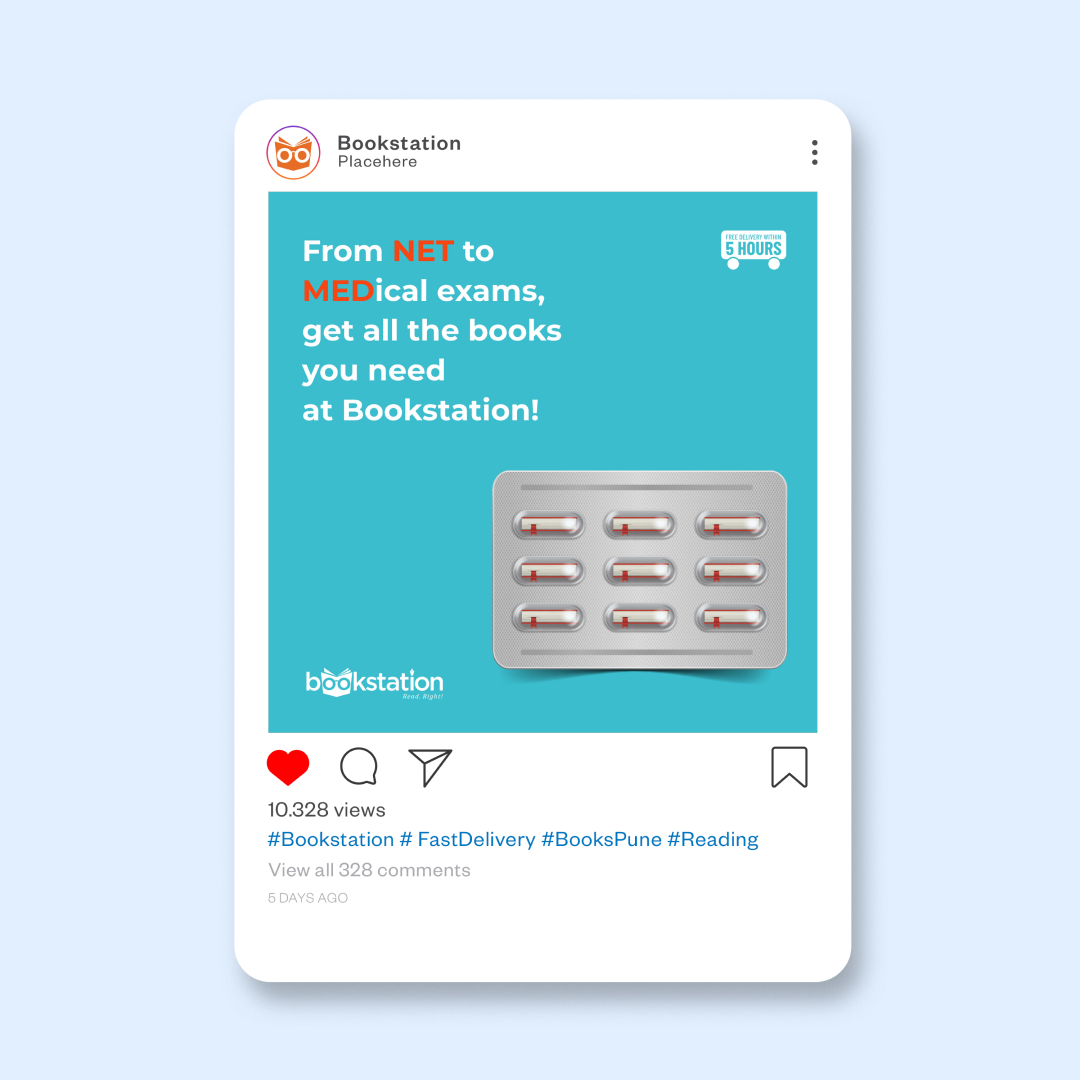 Bookstation
Placehere
From NET to
MEDical exams,
get all the books
you need
at Bookstation!
FREE DELIVERY WITHIN
5 HOURS
bookstation
Read. Right!
10.328 views
#Bookstation # FastDelivery #BooksPune #Reading
View all 328 comments
5 DAYS AGO